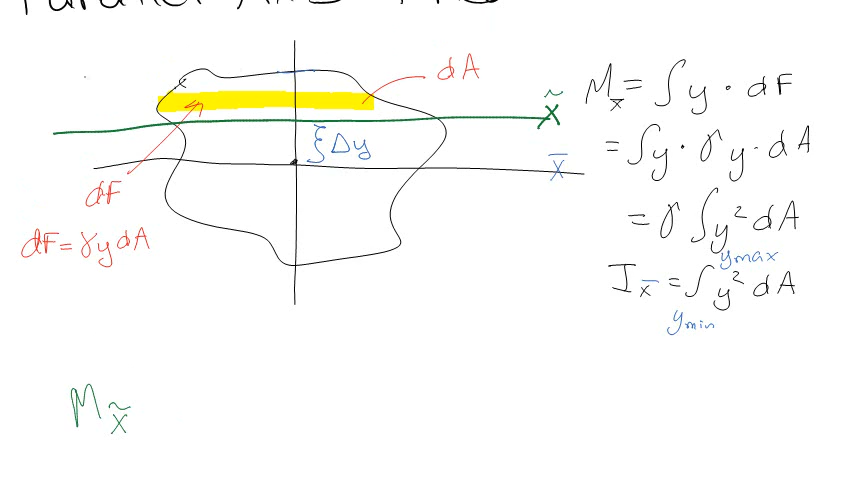 dA
x̃
Δy
x̄
dF
dF = γy dA
M_x = ∫ y · dF
= ∫ y · γ y · dA
= γ ∫ y² dA
ymax
I_x̄ = ∫ y² dA
ymin
M_x̃